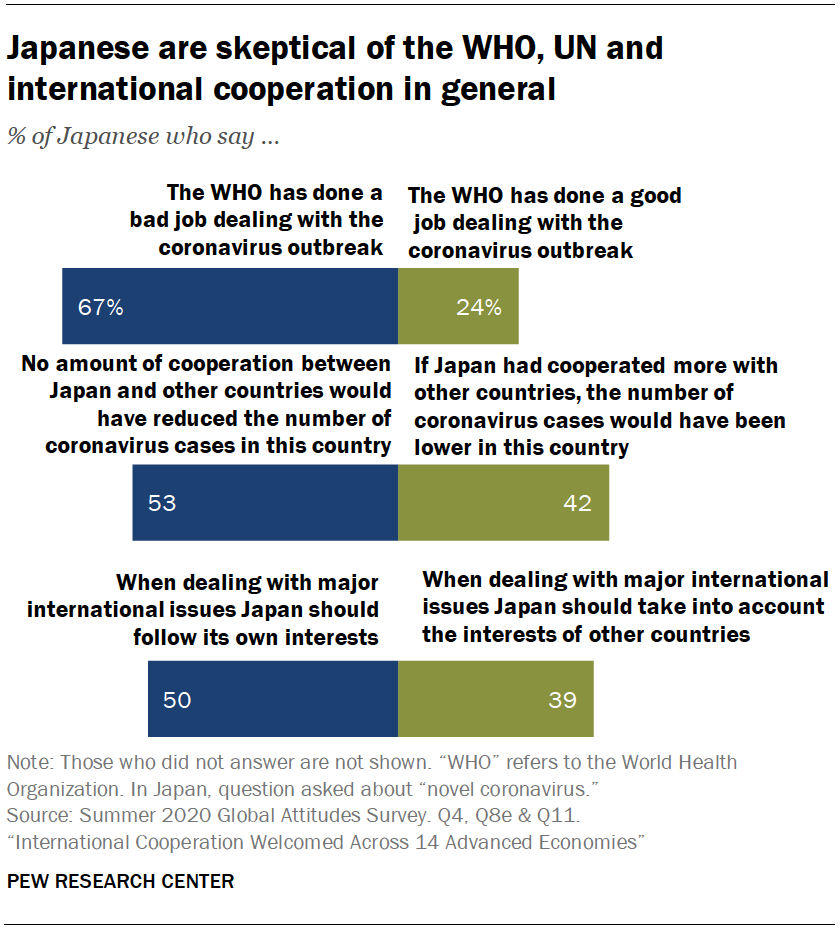 Japanese are skeptical of the WHO, UN and
international cooperation in general
% of Japanese who say ...
The WHO has done a
bad job dealing with the
coronavirus outbreak
The WHO has done a good
job dealing with the
coronavirus outbreak
67%
24%
No amount of cooperation between
Japan and other countries would
have reduced the number of
coronavirus cases in this country
If Japan had cooperated more with
other countries, the number of
coronavirus cases would have been
lower in this country
53
42
When dealing with major
international issues Japan should
follow its own interests
When dealing with major international
issues Japan should take into account
the interests of other countries
50
39
Note: Those who did not answer are not shown. “WHO” refers to the World Health
Organization. In Japan, question asked about “novel coronavirus.”
Source: Summer 2020 Global Attitudes Survey. Q4, Q8e & Q11.
“International Cooperation Welcomed Across 14 Advanced Economies”
PEW RESEARCH CENTER